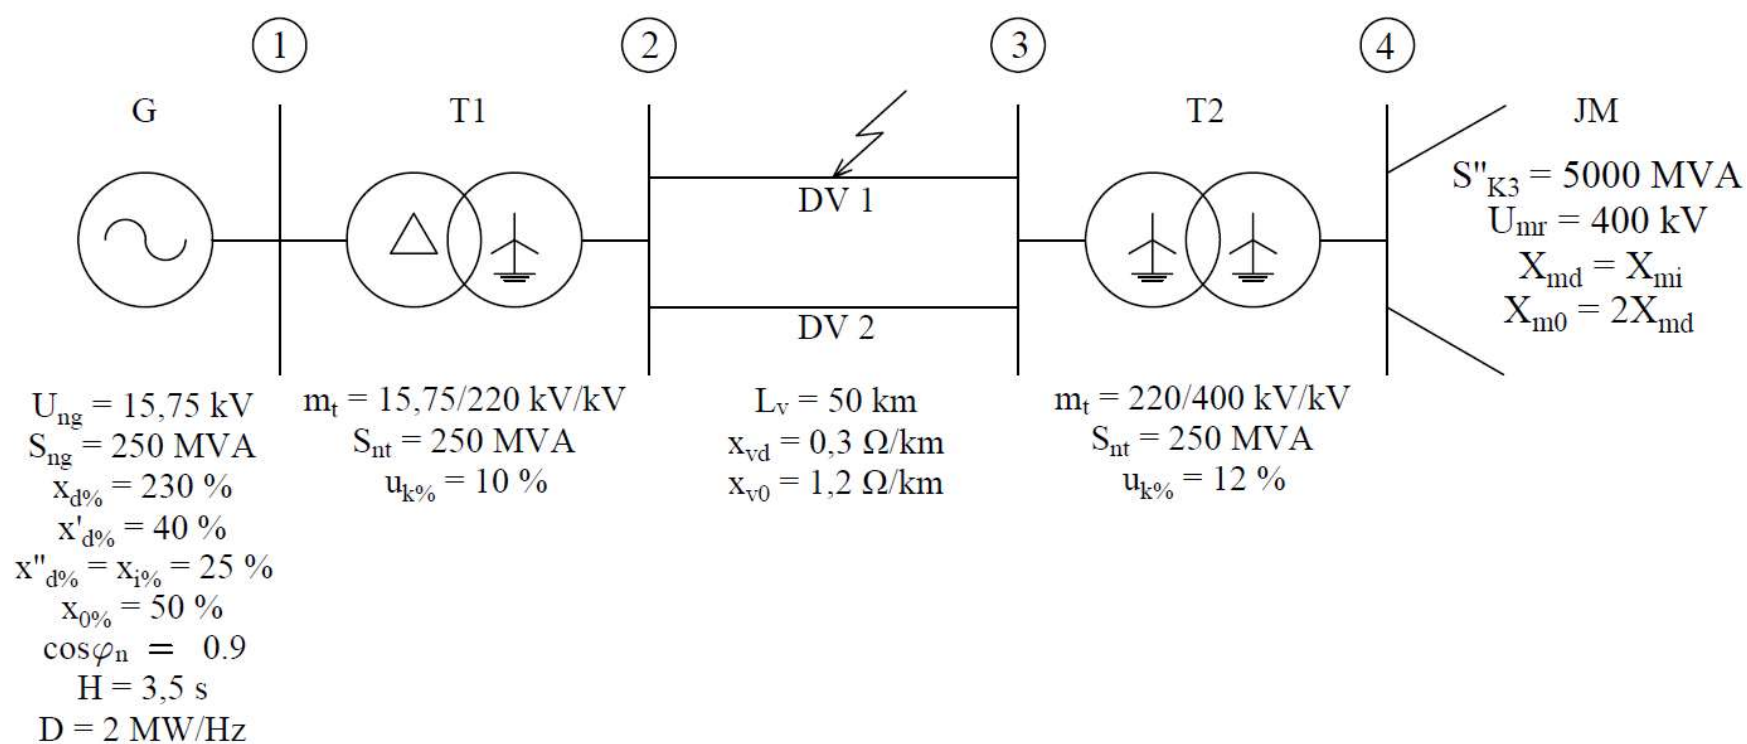 1 2 3 4
G T1 T2 JM
DV 1
DV 2
S"K3 = 5000 MVA
Umr = 400 kV
Xmd = Xmi
Xm0 = 2Xmd
Ung = 15,75 kV
Sng = 250 MVA
xd% = 230 %
x'd% = 40 %
x"d% = xi% = 25 %
x0% = 50 %
cosφn = 0.9
H = 3,5 s
D = 2 MW/Hz
mt = 15,75/220 kV/kV
Snt = 250 MVA
uk% = 10 %
Lv = 50 km
xvd = 0,3 Ω/km
xv0 = 1,2 Ω/km
mt = 220/400 kV/kV
Snt = 250 MVA
uk% = 12 %